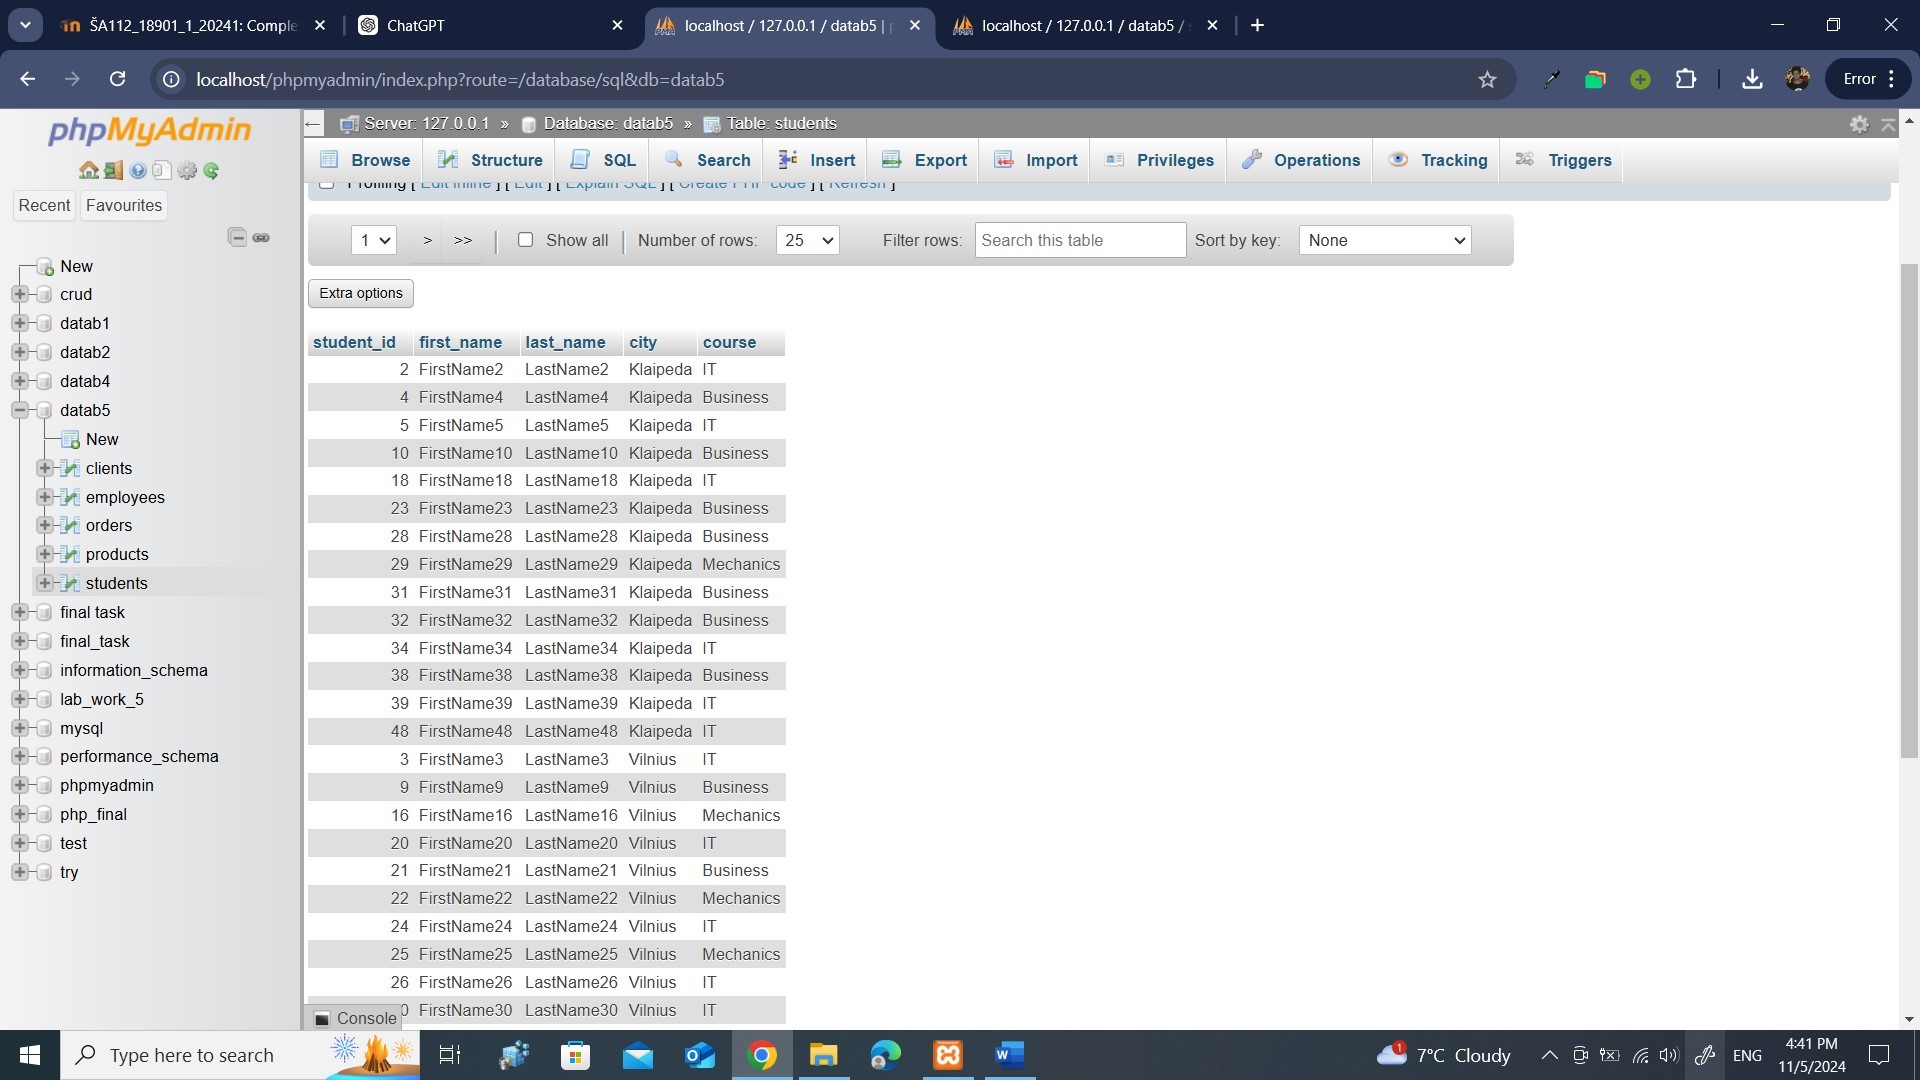 ŠA112_18901_1_20241: Comple
ChatGPT
localhost / 127.0.0.1 / datab5 |
localhost / 127.0.0.1 / datab5 /
localhost/phpmyadmin/index.php?route=/database/sql&db=datab5
Error
phpMyAdmin
Recent
Favourites
New
crud
datab1
datab2
datab4
datab5
New
clients
employees
orders
products
students
final task
final_task
information_schema
lab_work_5
mysql
performance_schema
phpmyadmin
php_final
test
try
Server: 127.0.0.1 » Database: datab5 » Table: students
Browse Structure SQL Search Insert Export Import Privileges Operations Tracking Triggers
Profiling [ Edit inline ] [ Edit ] [ Explain SQL ] [ Create PHP code ] [ Refresh ]
1 > >> Show all Number of rows: 25 Filter rows: Search this table Sort by key: None
Extra options
student_id first_name last_name city course
2 FirstName2 LastName2 Klaipeda IT
4 FirstName4 LastName4 Klaipeda Business
5 FirstName5 LastName5 Klaipeda IT
10 FirstName10 LastName10 Klaipeda Business
18 FirstName18 LastName18 Klaipeda IT
23 FirstName23 LastName23 Klaipeda Business
28 FirstName28 LastName28 Klaipeda Business
29 FirstName29 LastName29 Klaipeda Mechanics
31 FirstName31 LastName31 Klaipeda Business
32 FirstName32 LastName32 Klaipeda Business
34 FirstName34 LastName34 Klaipeda IT
38 FirstName38 LastName38 Klaipeda Business
39 FirstName39 LastName39 Klaipeda IT
48 FirstName48 LastName48 Klaipeda IT
3 FirstName3 LastName3 Vilnius IT
9 FirstName9 LastName9 Vilnius Business
16 FirstName16 LastName16 Vilnius Mechanics
20 FirstName20 LastName20 Vilnius IT
21 FirstName21 LastName21 Vilnius Business
22 FirstName22 LastName22 Vilnius Mechanics
24 FirstName24 LastName24 Vilnius IT
25 FirstName25 LastName25 Vilnius Mechanics
26 FirstName26 LastName26 Vilnius IT
0 FirstName30 LastName30 Vilnius IT
Console
Type here to search
1
7°C Cloudy
ENG
4:41 PM
11/5/2024